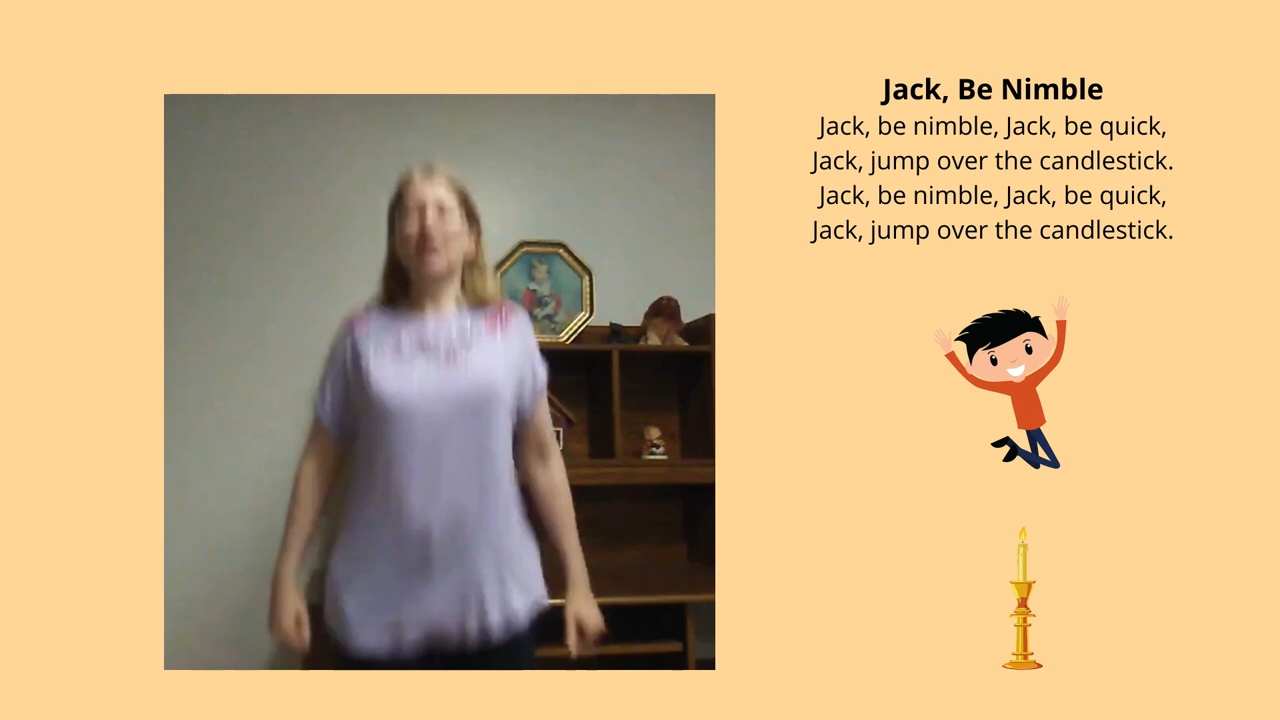 Jack, Be Nimble
Jack, be nimble, Jack, be quick,
Jack, jump over the candlestick.
Jack, be nimble, Jack, be quick,
Jack, jump over the candlestick.